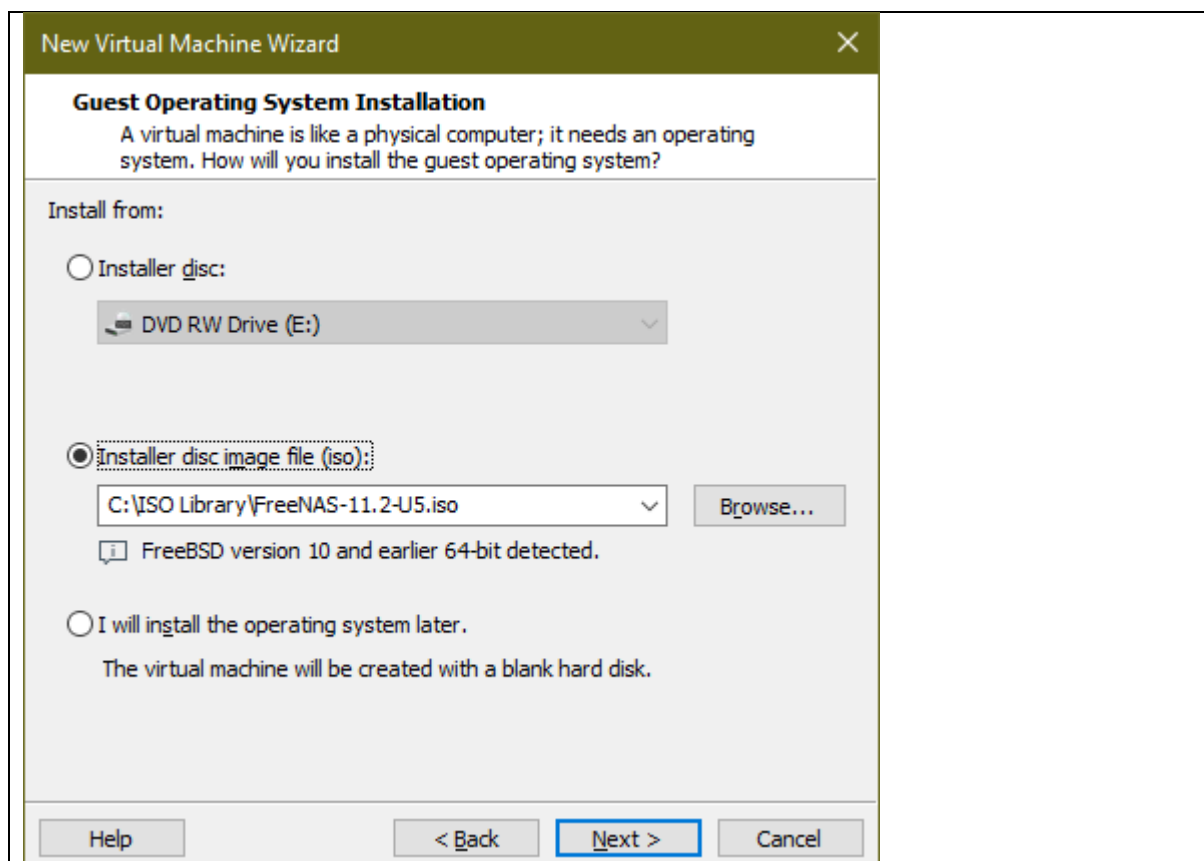 New Virtual Machine Wizard
Guest Operating System Installation
A virtual machine is like a physical computer; it needs an operating
system. How will you install the guest operating system?
Install from:
Installer disc:
DVD RW Drive (E:)
Installer disc image file (iso):
C:\ISO Library\FreeNAS-11.2-U5.iso
Browse...
FreeBSD version 10 and earlier 64-bit detected.
I will install the operating system later.
The virtual machine will be created with a blank hard disk.
Help
< Back
Next >
Cancel